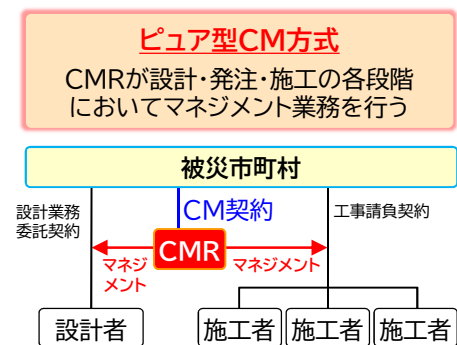 ピュア型CM方式
CMRが設計・発注・施工の各段階
においてマネジメント業務を行う
被災市町村
設計業務
委託契約
CM契約
工事請負契約
CMR
マネジ
メント
マネジメント
設計者
施工者
施工者
施工者